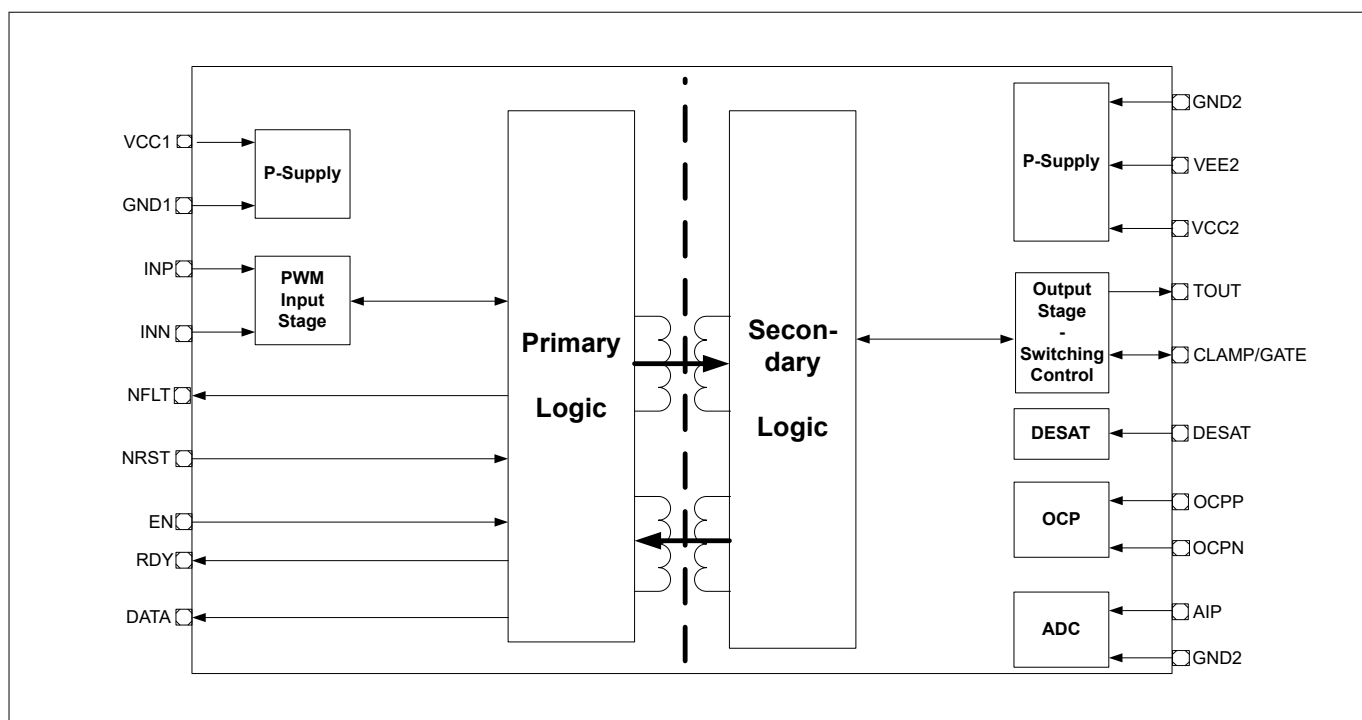 VCC1
GND1
INP
INN
NFLT
NRST
EN
RDY
DATA
P-Supply
PWM
Input
Stage
Primary
Logic
Secon-
dary
Logic
P-Supply
Output
Stage
-
Switching
Control
DESAT
OCP
ADC
GND2
VEE2
VCC2
TOUT
CLAMP/GATE
DESAT
OCPP
OCPN
AIP
GND2